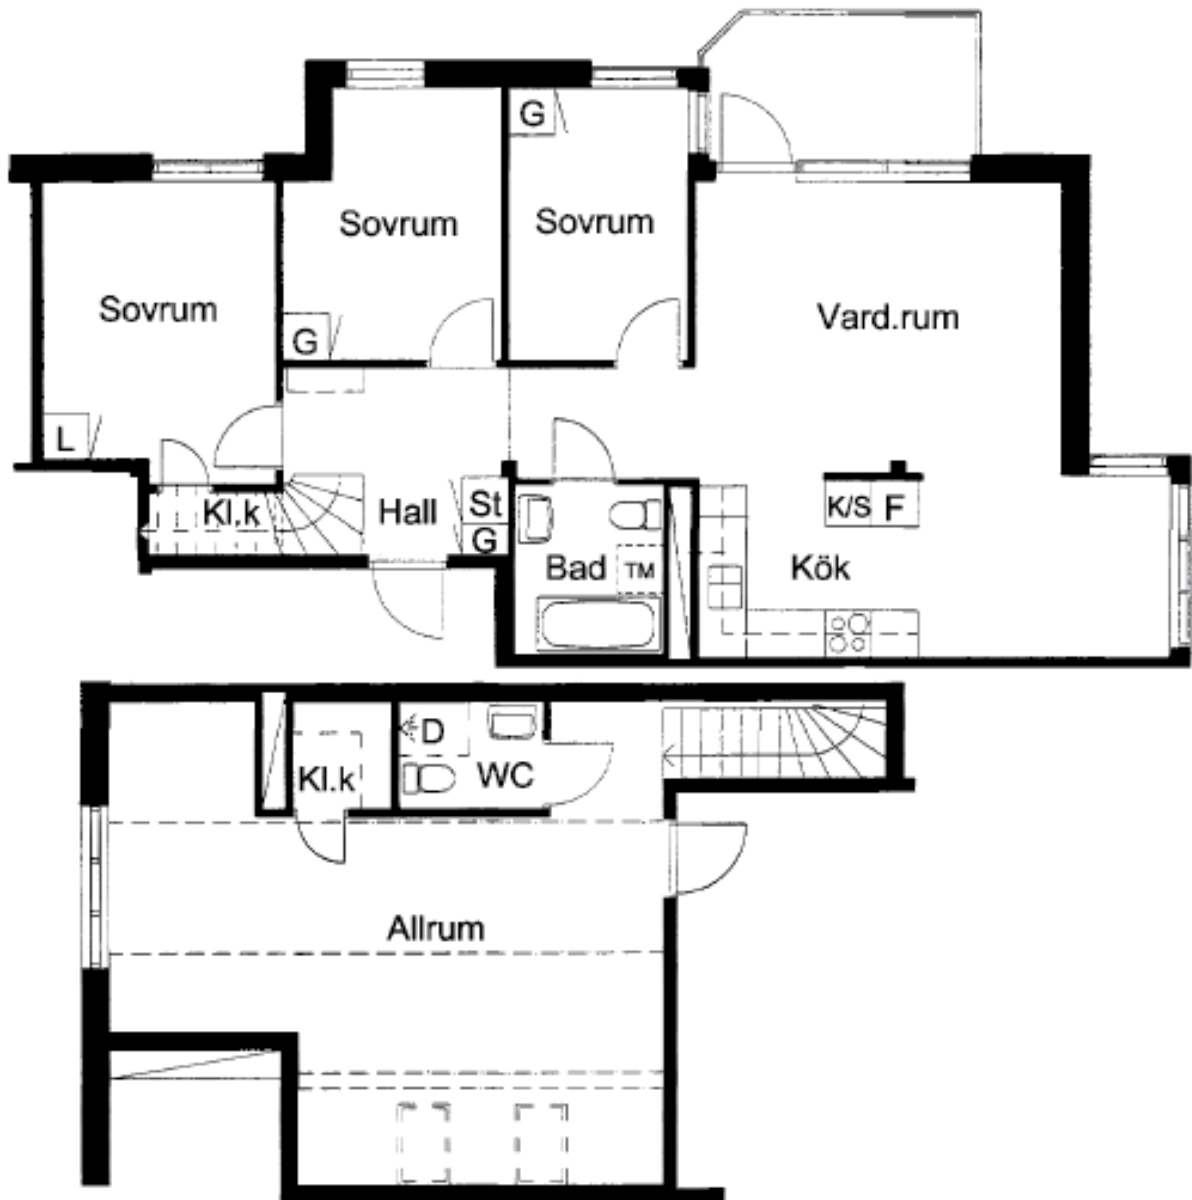 G
Sovrum
Sovrum
Sovrum
Vard.rum
G
L
Kl.k
Hall
St
G
K/S
F
Bad
TM
Kök
D
Kl.k
WC
Allrum